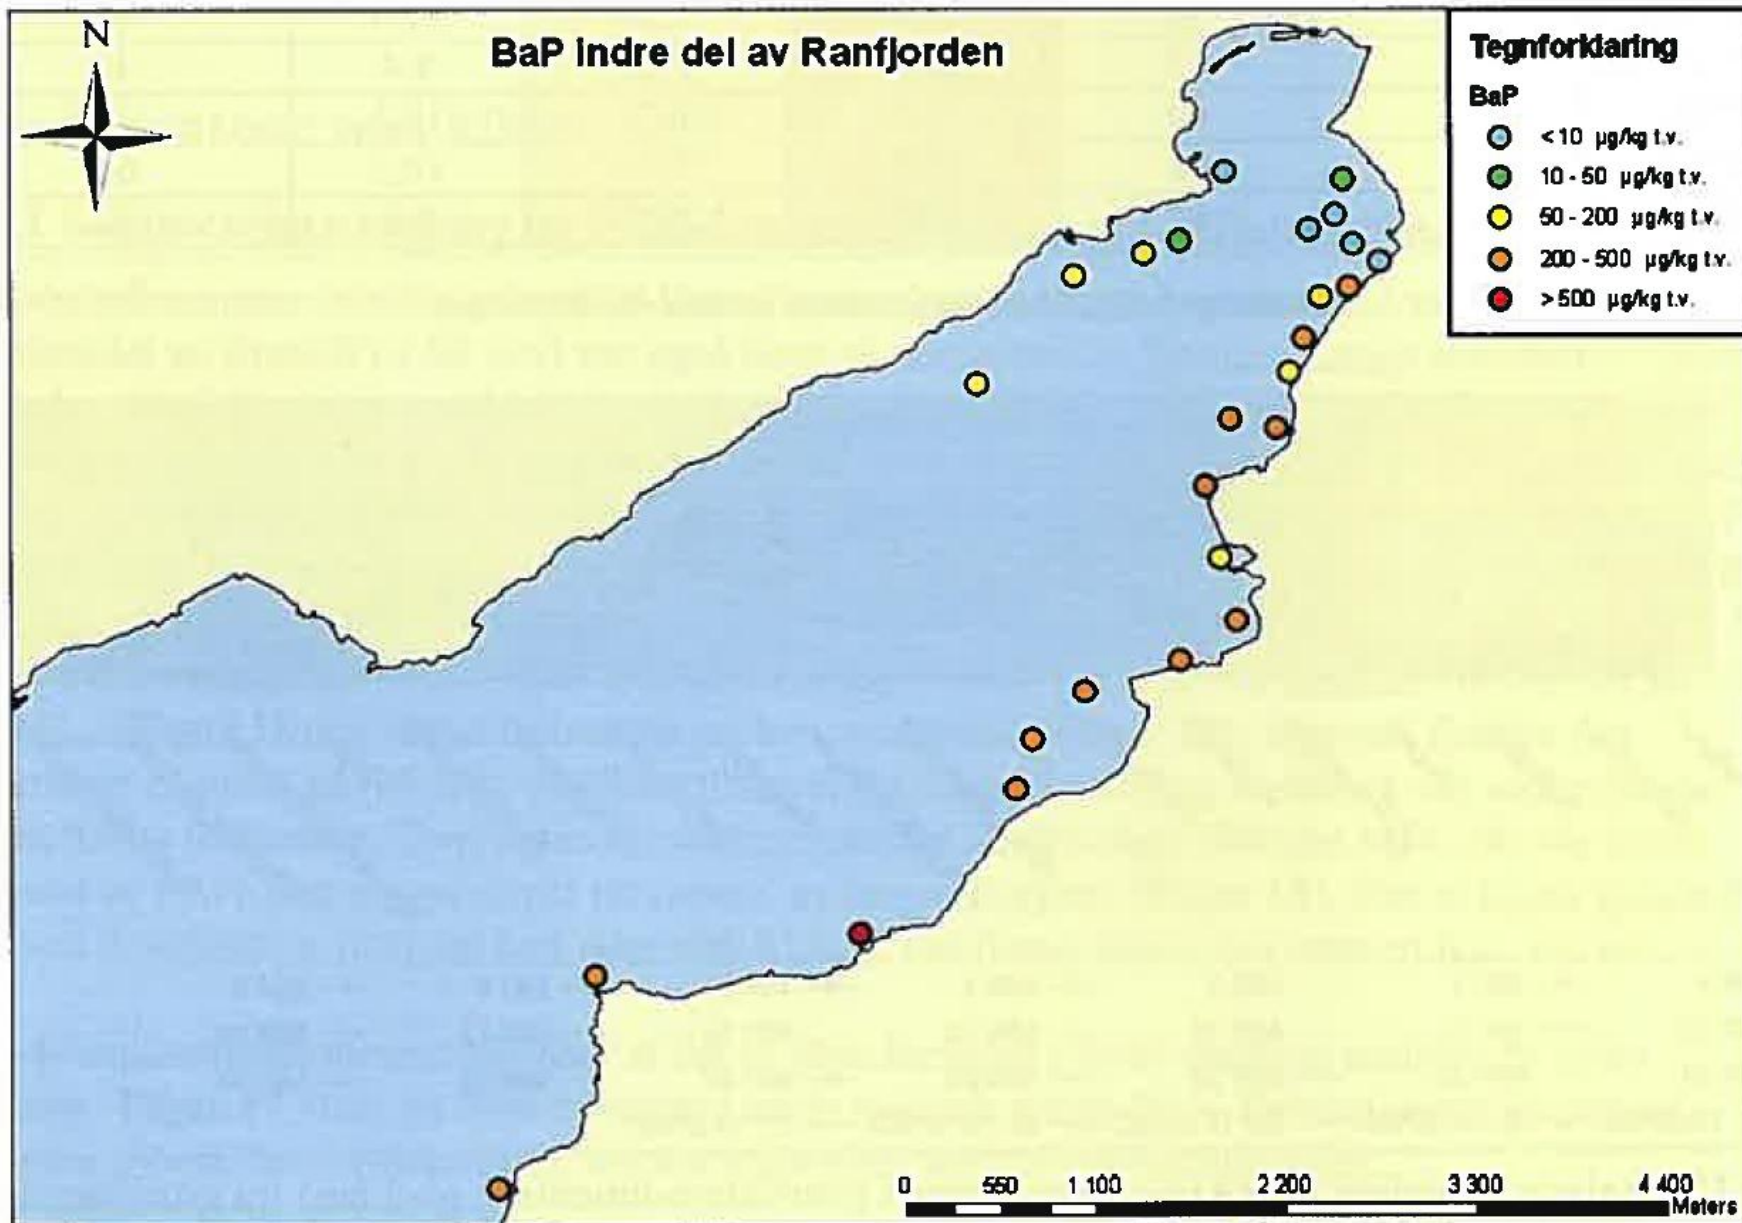 N
BaP indre del av Ranfjorden
Tegnforklaring
BaP
<10 µg/kg t.v.
10 - 50 µg/kg t.v.
50 - 200 µg/kg t.v.
200 - 500 µg/kg t.v.
>500 µg/kg t.v.
0 550 1 100 2 200 3 300 4 400
Meters